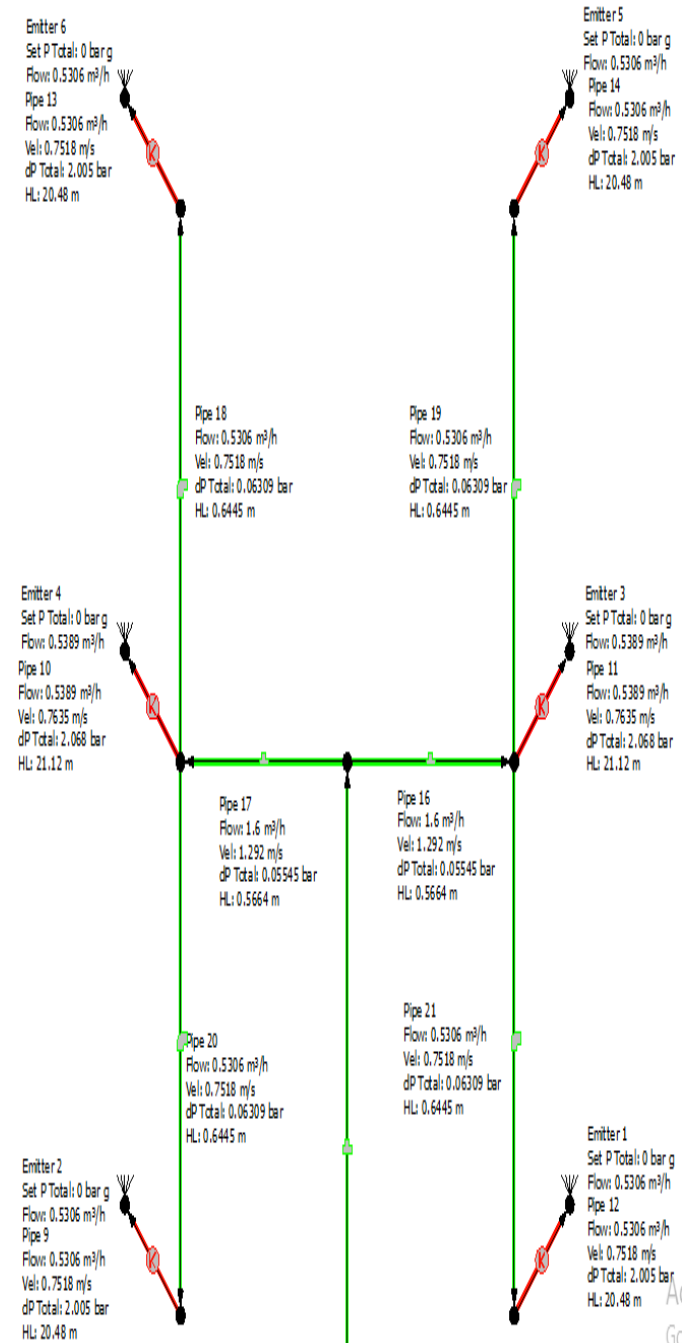 Emitter 6
Set P Total: 0 bar g
Flow: 0.5306 m³/h
Pipe 13
Flow: 0.5306 m³/h
Vel: 0.7518 m/s
dP Total: 2.005 bar
HL: 20.48 m
K
Emitter 5
Set P Total: 0 bar g
Flow: 0.5306 m³/h
Pipe 14
Flow: 0.5306 m³/h
Vel: 0.7518 m/s
dP Total: 2.005 bar
HL: 20.48 m
K
Pipe 18
Flow: 0.5306 m³/h
Vel: 0.7518 m/s
dP Total: 0.06309 bar
HL: 0.6445 m
Pipe 19
Flow: 0.5306 m³/h
Vel: 0.7518 m/s
dP Total: 0.06309 bar
HL: 0.6445 m
Emitter 4
Set P Total: 0 bar g
Flow: 0.5389 m³/h
Pipe 10
Flow: 0.5389 m³/h
Vel: 0.7635 m/s
dP Total: 2.068 bar
HL: 21.12 m
K
Emitter 3
Set P Total: 0 bar g
Flow: 0.5389 m³/h
Pipe 11
Flow: 0.5389 m³/h
Vel: 0.7635 m/s
dP Total: 2.068 bar
HL: 21.12 m
K
Pipe 17
Flow: 1.6 m³/h
Vel: 1.292 m/s
dP Total: 0.05545 bar
HL: 0.5664 m
Pipe 16
Flow: 1.6 m³/h
Vel: 1.292 m/s
dP Total: 0.05545 bar
HL: 0.5664 m
Pipe 20
Flow: 0.5306 m³/h
Vel: 0.7518 m/s
dP Total: 0.06309 bar
HL: 0.6445 m
Pipe 21
Flow: 0.5306 m³/h
Vel: 0.7518 m/s
dP Total: 0.06309 bar
HL: 0.6445 m
Emitter 2
Set P Total: 0 bar g
Flow: 0.5306 m³/h
Pipe 9
Flow: 0.5306 m³/h
Vel: 0.7518 m/s
dP Total: 2.005 bar
HL: 20.48 m
K
Emitter 1
Set P Total: 0 bar g
Flow: 0.5306 m³/h
Pipe 12
Flow: 0.5306 m³/h
Vel: 0.7518 m/s
dP Total: 2.005 bar
HL: 20.48 m
K